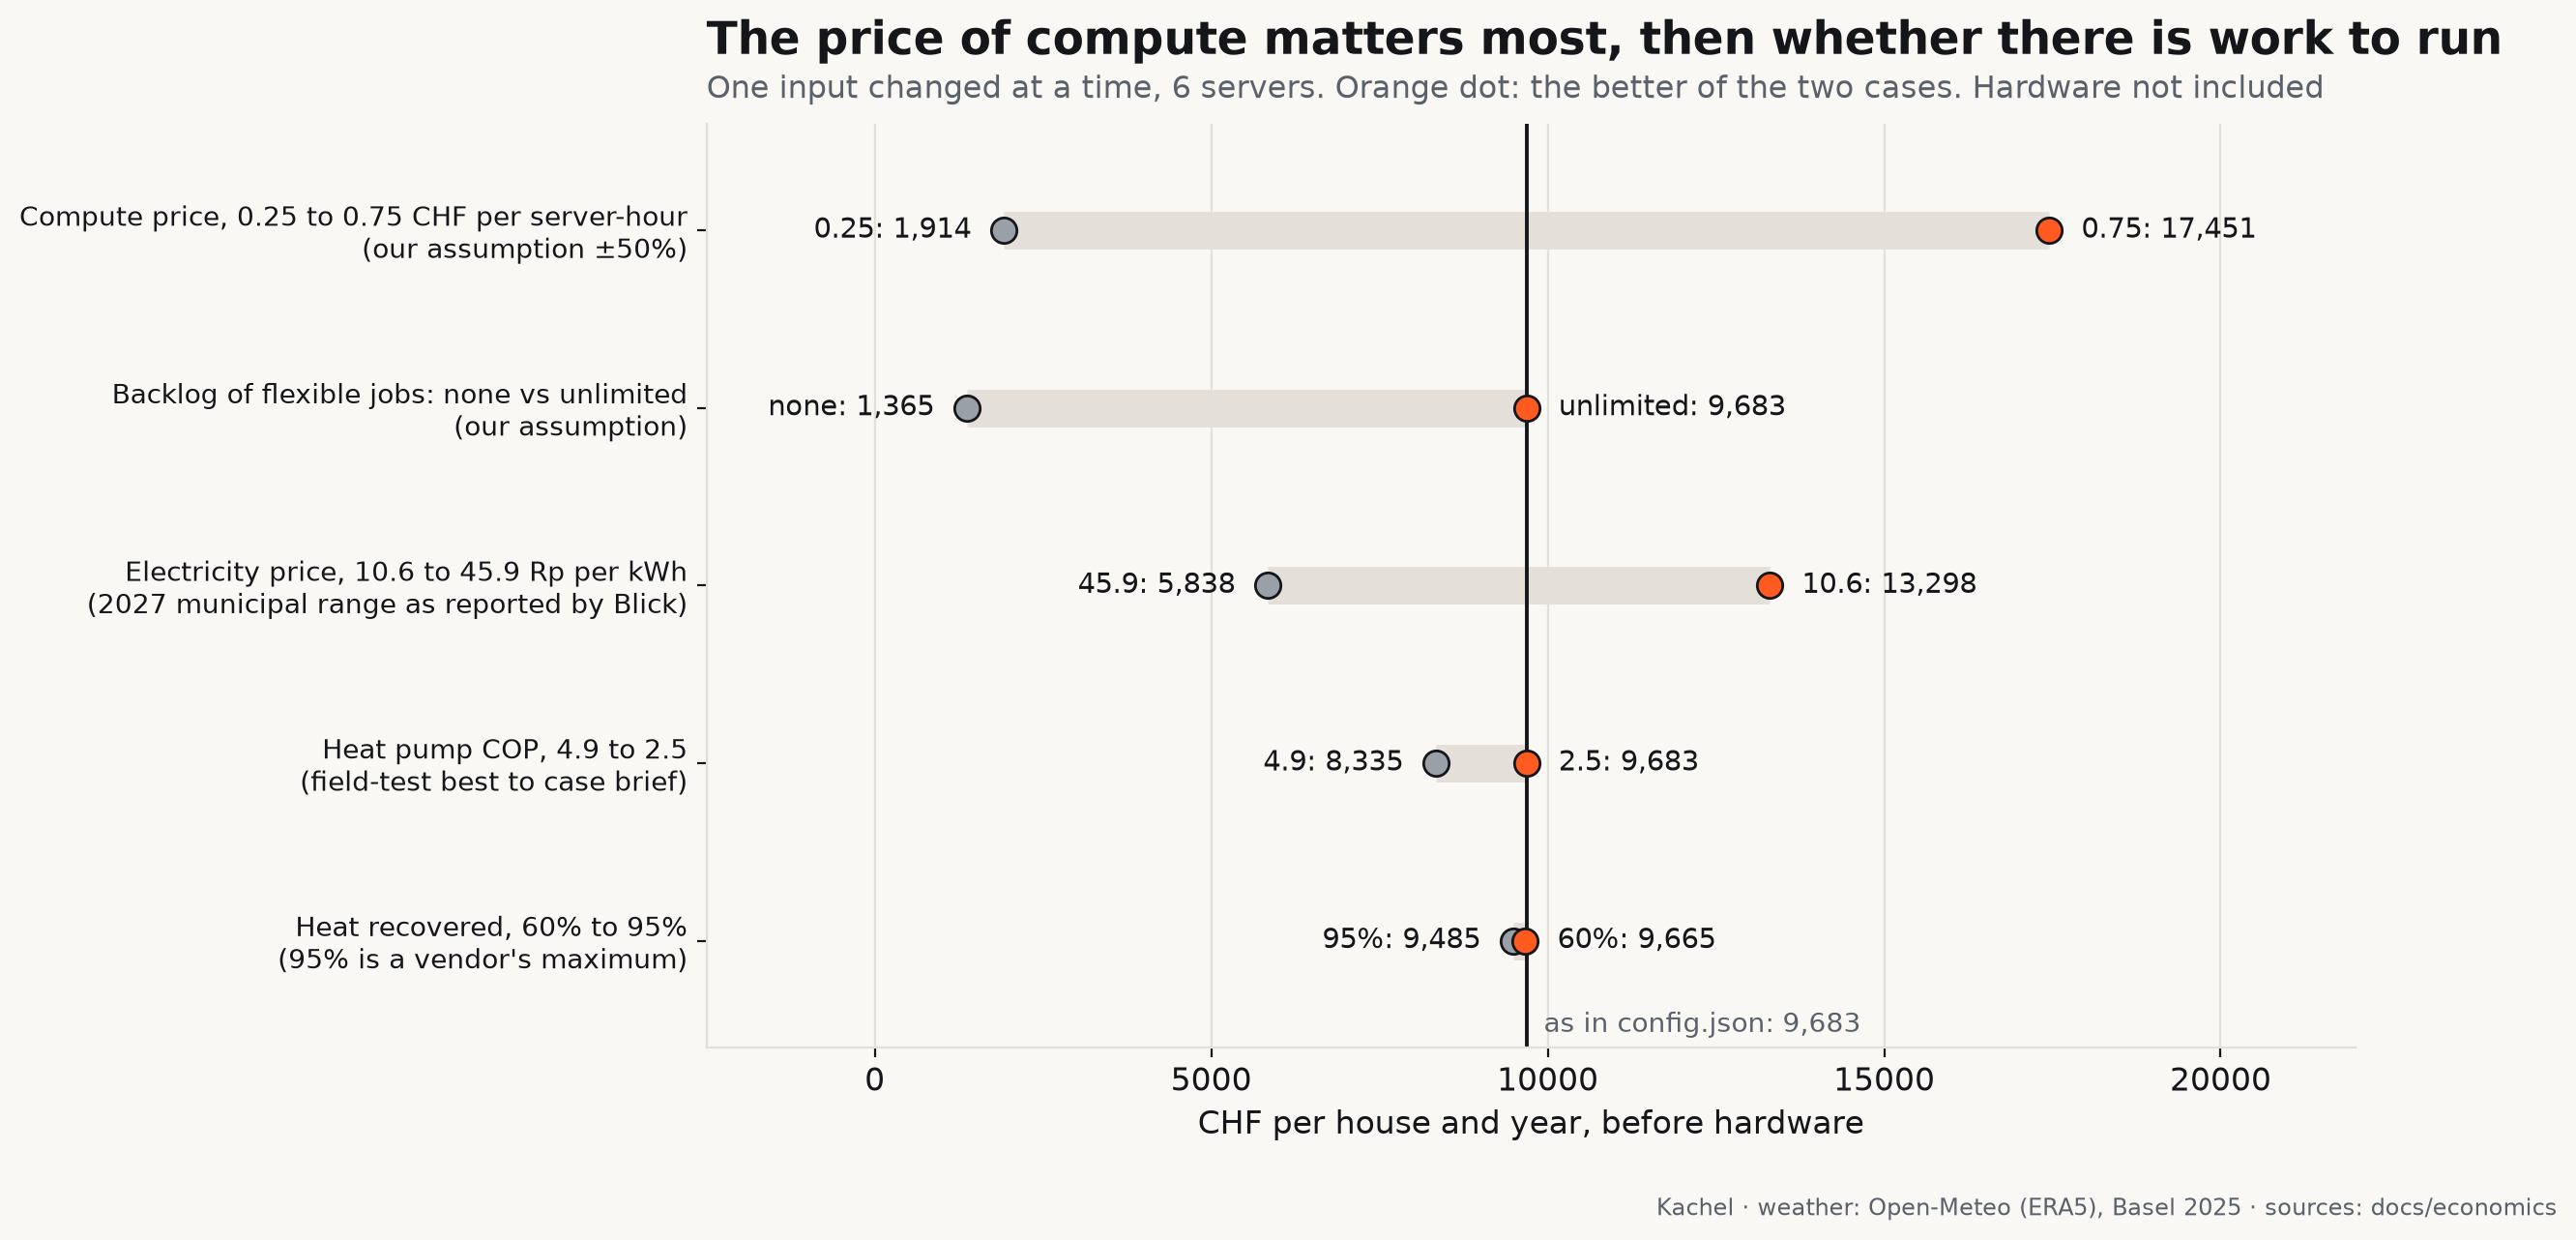 The price of compute matters most, then whether there is work to run
One input changed at a time, 6 servers. Orange dot: the better of the two cases. Hardware not included
Compute price, 0.25 to 0.75 CHF per server-hour
(our assumption ±50%)
0.25: 1,914
0.75: 17,451
Backlog of flexible jobs: none vs unlimited
(our assumption)
none: 1,365
unlimited: 9,683
Electricity price, 10.6 to 45.9 Rp per kWh
(2027 municipal range as reported by Blick)
45.9: 5,838
10.6: 13,298
Heat pump COP, 4.9 to 2.5
(field-test best to case brief)
4.9: 8,335
2.5: 9,683
Heat recovered, 60% to 95%
(95% is a vendor's maximum)
95%: 9,485
60%: 9,665
as in config.json: 9,683
0
5000
10000
15000
20000
CHF per house and year, before hardware
Kachel · weather: Open-Meteo (ERA5), Basel 2025 · sources: docs/economics